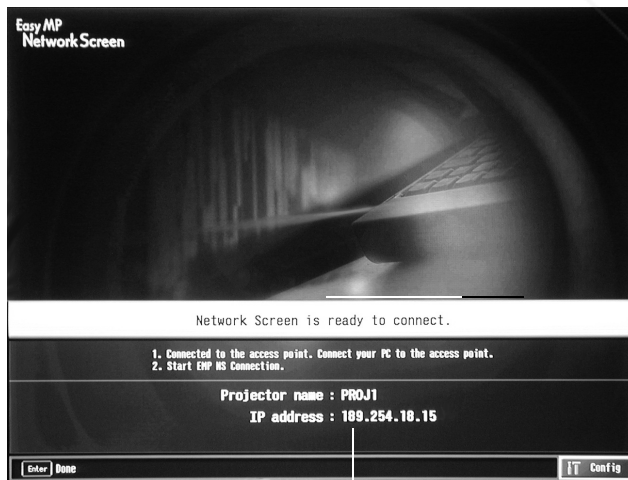 Easy MP
Network Screen
Network Screen is ready to connect.
1. Connected to the access point. Connect your PC to the access point.
2. Start EMP NS Connection.
Projector name : PROJ1
IP address : 109.254.10.15
Enter Done
Config